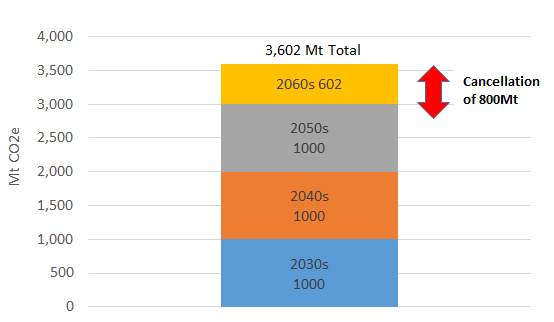 3,602 Mt Total
4,000
3,500
3,000
2,500
2,000
1,500
1,000
500
0
Mt CO2e
2060s 602
2050s
1000
2040s
1000
2030s
1000
Cancellation
of 800Mt